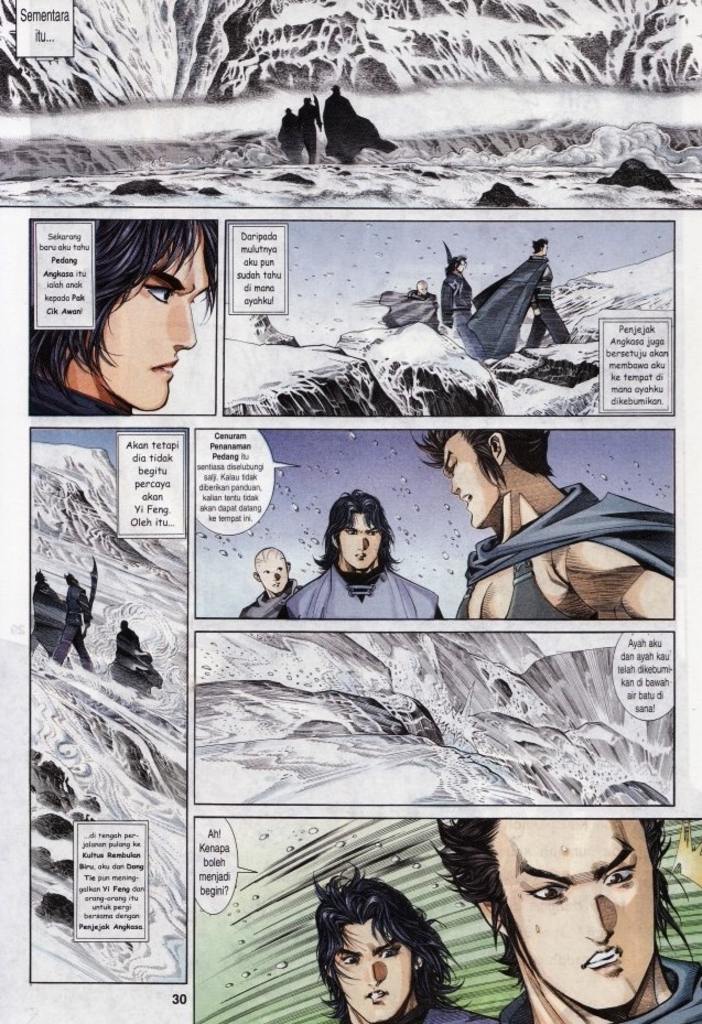 Sementara
itu...
Sekarang
baru aku tahu
Pedang
Angkasa itu
ialah anak
kepada Pak
Cik Awan!
Daripada
mulutnya
aku pun
sudah tahu
di mana
ayahku!
Penjejak
Angkasa juga
bersetuju akan
membawa aku
ke tempat di
mana ayahku
dikebumikan.
Akan tetapi
dia tidak
begitu
percaya
akan
Yi Feng.
Oleh itu...
...di tengah per-
jalanan pulang ke
Kultus Rembulan
Biru, aku dan Dong
Tie pun mening-
galkan Yi Feng dan
orang-orang itu
untuk pergi
bersama dengan
Penjejak Angkasa.
Cenuram
Penanaman
Pedang itu
sentiasa diselubungi
salji. Kalau tidak
diberikan panduan,
kalian tentu tidak
akan dapat datang
ke tempat ini.
Ayah aku
dan ayah kau
telah dikebumi-
kan di bawah
air batu di
sana!
Ah!
Kenapa
boleh
menjadi
begini?
30